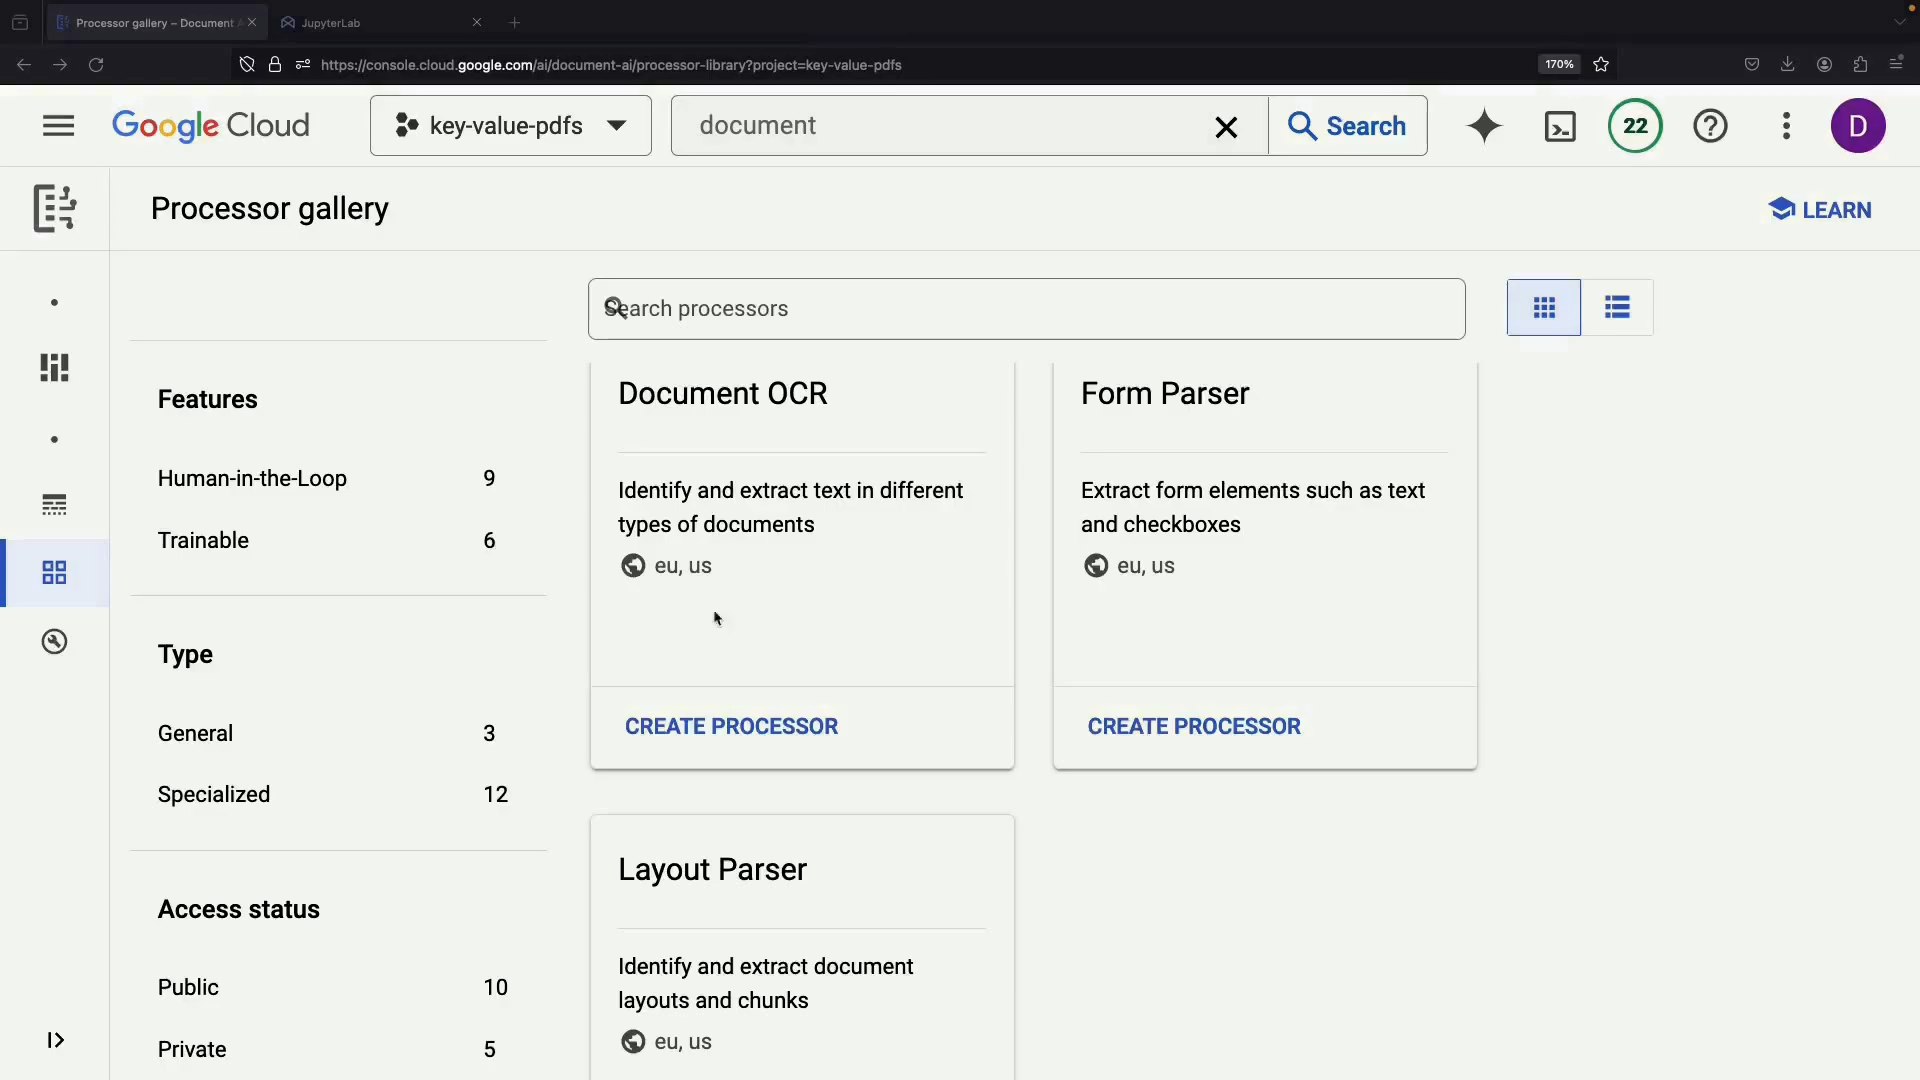 Processor gallery – Document A
JupyterLab
https://console.cloud.google.com/ai/document-ai/processor-library?project=key-value-pdfs
170%
Google Cloud
key-value-pdfs
document
Search
22
D
Processor gallery
LEARN
Search processors
Features
Human-in-the-Loop 9
Trainable 6
Type
General 3
Specialized 12
Access status
Public 10
Private 5
Document OCR
Identify and extract text in different
types of documents
eu, us
CREATE PROCESSOR
Form Parser
Extract form elements such as text
and checkboxes
eu, us
CREATE PROCESSOR
Layout Parser
Identify and extract document
layouts and chunks
eu, us